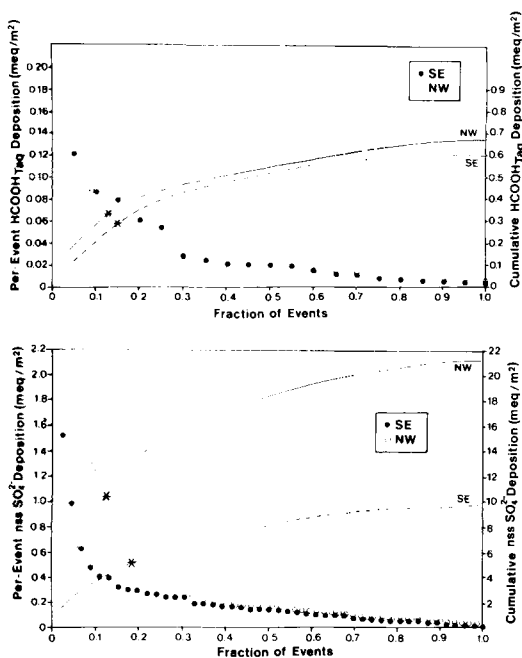 Per-Event HCOOH_Taq Deposition (meq/m²)
0.20
0.18
0.16
0.14
0.12
0.10
0.08
0.06
0.04
0.02
0
SE
NW
NW
SE
0.9
0.8
0.7
0.6
0.5
0.4
0.3
0.2
0.1
0
Cumulative HCOOH_Taq Deposition (meq/m²)
0 0.1 0.2 0.3 0.4 0.5 0.6 0.7 0.8 0.9 1.0
Fraction of Events
Per-Event nss SO₄²⁻ Deposition (meq/m²)
2.2
2.0
1.8
1.6
1.4
1.2
1.0
0.8
0.6
0.4
0.2
0
NW
SE
NW
SE
22
20
18
16
14
12
10
8
6
4
2
Cumulative nss SO₄²⁻ Deposition (meq/m²)
0 0.1 0.2 0.3 0.4 0.5 0.6 0.7 0.8 0.9 1.0
Fraction of Events